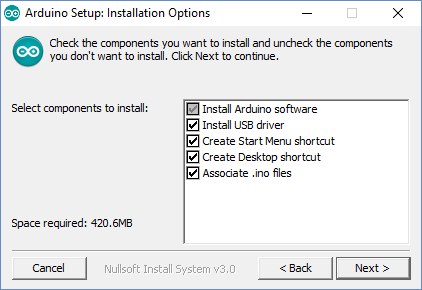 Arduino Setup: Installation Options
Check the components you want to install and uncheck the components
you don't want to install. Click Next to continue.
Select components to install:
Install Arduino software
Install USB driver
Create Start Menu shortcut
Create Desktop shortcut
Associate .ino files
Space required: 420.6MB
Cancel
Nullsoft Install System v3.0
< Back
Next >